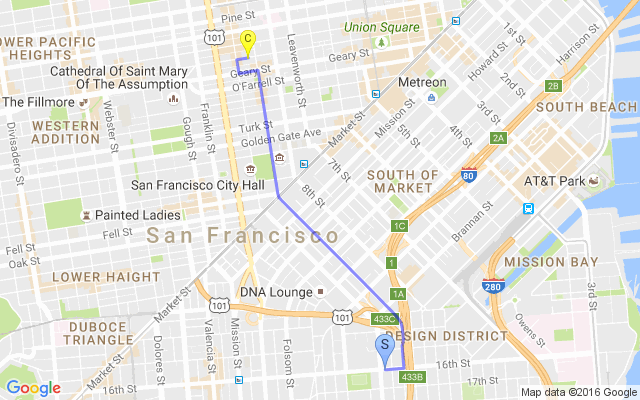 Pine St
101
C
Union Square
LOWER PACIFIC
HEIGHTS
Leavenworth St
1st St
Howard St
Harrison St
Geary St
Geary St
Cathedral Of Saint Mary
Of The Assumption
O'Farrell St
Metreon
2nd St
2B
The Fillmore
Franklin St
Mission St
3rd St
SOUTH BEACH
Divisadero St
Webster St
WESTERN
ADDITION
Gough St
Turk St
Golden Gate Ave
Market St
5th St
4th St
2A
7th St
SOUTH OF
MARKET
80
AT&T Park
San Francisco City Hall
8th St
Painted Ladies
1C
Brannan St
Fell St
Fell St
San Francisco
Oak St
1
MISSION BAY
LOWER HAIGHT
280
Market St
DNA Lounge
1A
101
101
433C
Owens St
3rd St
DUBOCE
TRIANGLE
Dolores St
Valencia St
Mission St
Folsom St
S
DESIGN DISTRICT
16th St
433B
16th St
16th St
Google
Map data ©2016 Google